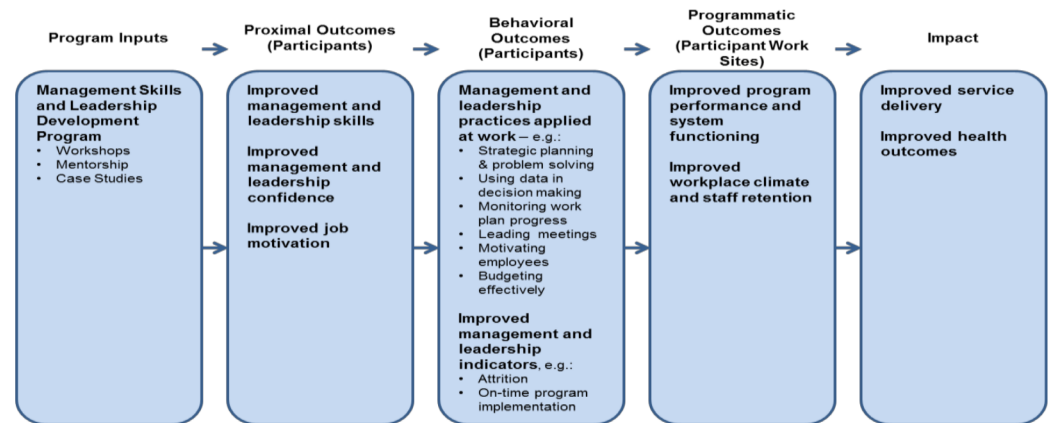 Program Inputs
Proximal Outcomes
(Participants)
Behavioral
Outcomes
(Participants)
Programmatic
Outcomes
(Participant Work
Sites)
Impact
Management Skills
and Leadership
Development
Program
• Workshops
• Mentorship
• Case Studies
Improved
management and
leadership skills
Improved
management and
leadership
confidence
Improved job
motivation
Management and
leadership
practices applied
at work – e.g.:
• Strategic planning
& problem solving
• Using data in
decision making
• Monitoring work
plan progress
• Leading meetings
• Motivating
employees
• Budgeting
effectively
Improved
management and
leadership
indicators, e.g.:
• Attrition
• On-time program
implementation
Improved program
performance and
system
functioning
Improved
workplace climate
and staff retention
Improved service
delivery
Improved health
outcomes